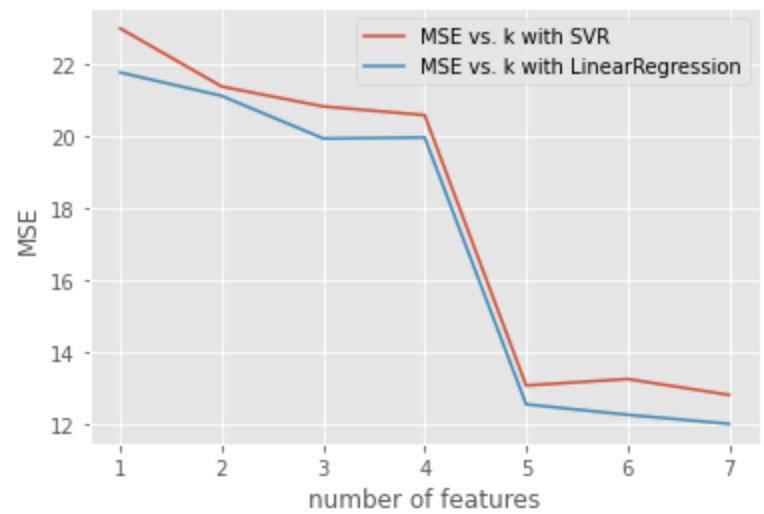 MSE vs. k with SVR
MSE vs. k with LinearRegression
22
20
18
16
14
12
MSE
1 2 3 4 5 6 7
number of features